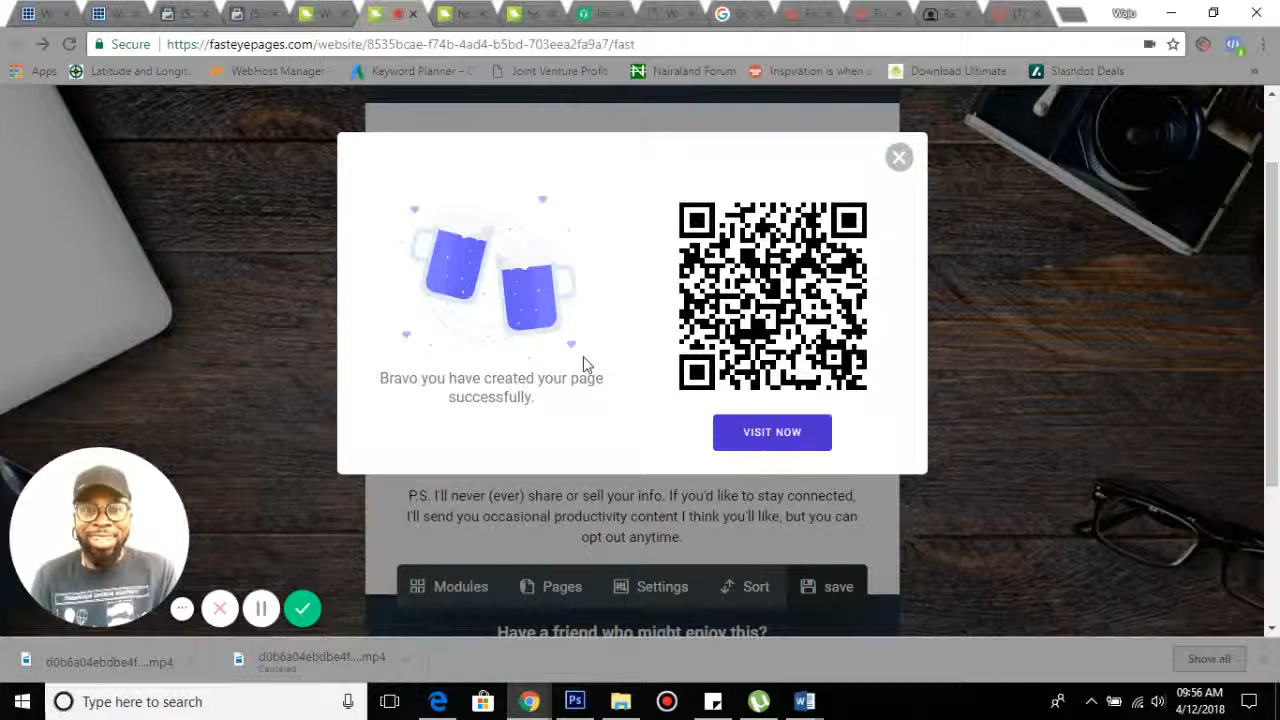 Waju
Secure
https://fasteyepages.com/website/8535bcae-f74b-4ad4-b5bd-703eea2fa9a7/fast
Apps
Latitude and Longit
WebHost Manager
Keyword Planner – C
Joint Venture Profit
Nairaland Forum
Inspiration is when
Download Ultimate
Slashdot Deals
»
Bravo you have created your page
successfully.
VISIT NOW
P.S. I'll never (ever) share or sell your info. If you'd like to stay connected,
I'll send you occasional productivity content I think you'll like, but you can
opt out anytime.
Modules
Pages
Settings
Sort
save
Have a friend who might enjoy this?
d0b6a04ebdbe4f....mp4
d0b6a04ebdbe4f....mp4
Canceled
Show all
Type here to search
09:56 AM
4/12/2018